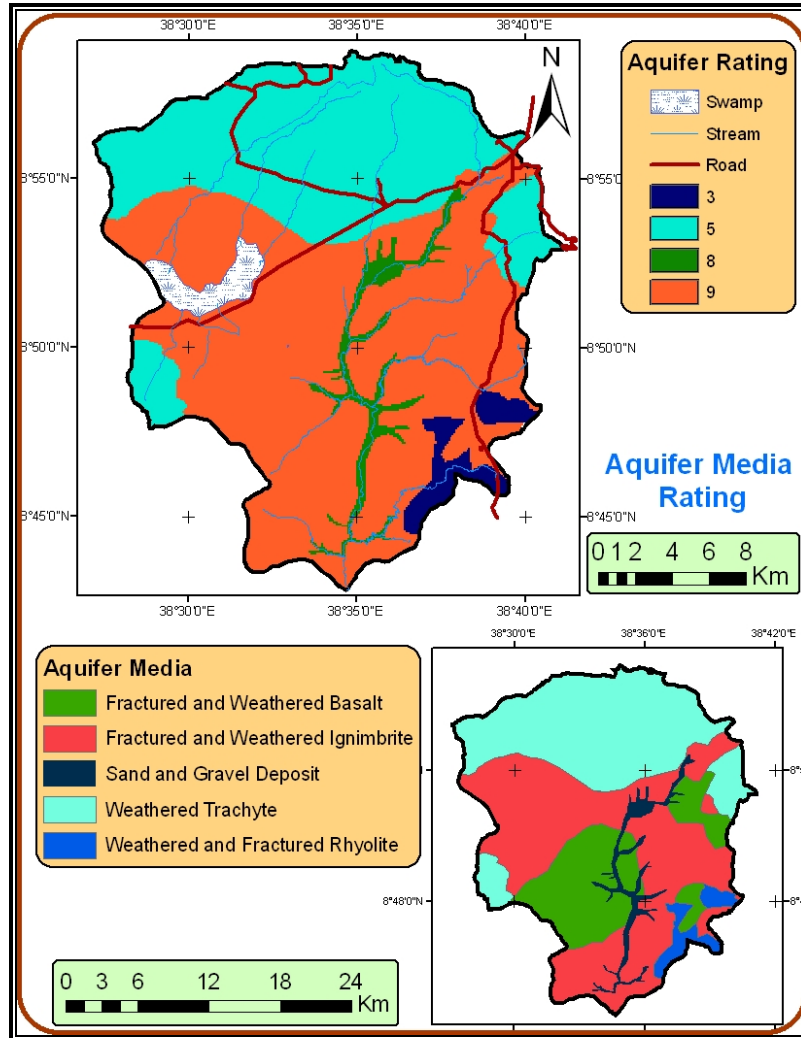 38°30'0"E 38°35'0"E 38°40'0"E
N
8°55'0"N 8°55'0"N
8°50'0"N 8°50'0"N
8°45'0"N 8°45'0"N
38°30'0"E 38°35'0"E 38°40'0"E
Aquifer Rating
Swamp
Stream
Road
3
5
8
9
Aquifer Media
Rating
0 1 2 4 6 8
Km
Aquifer Media
Fractured and Weathered Basalt
Fractured and Weathered Ignimbrite
Sand and Gravel Deposit
Weathered Trachyte
Weathered and Fractured Rhyolite
0 3 6 12 18 24
Km
38°30'0"E 38°36'0"E 38°42'0"E
8°48'0"N